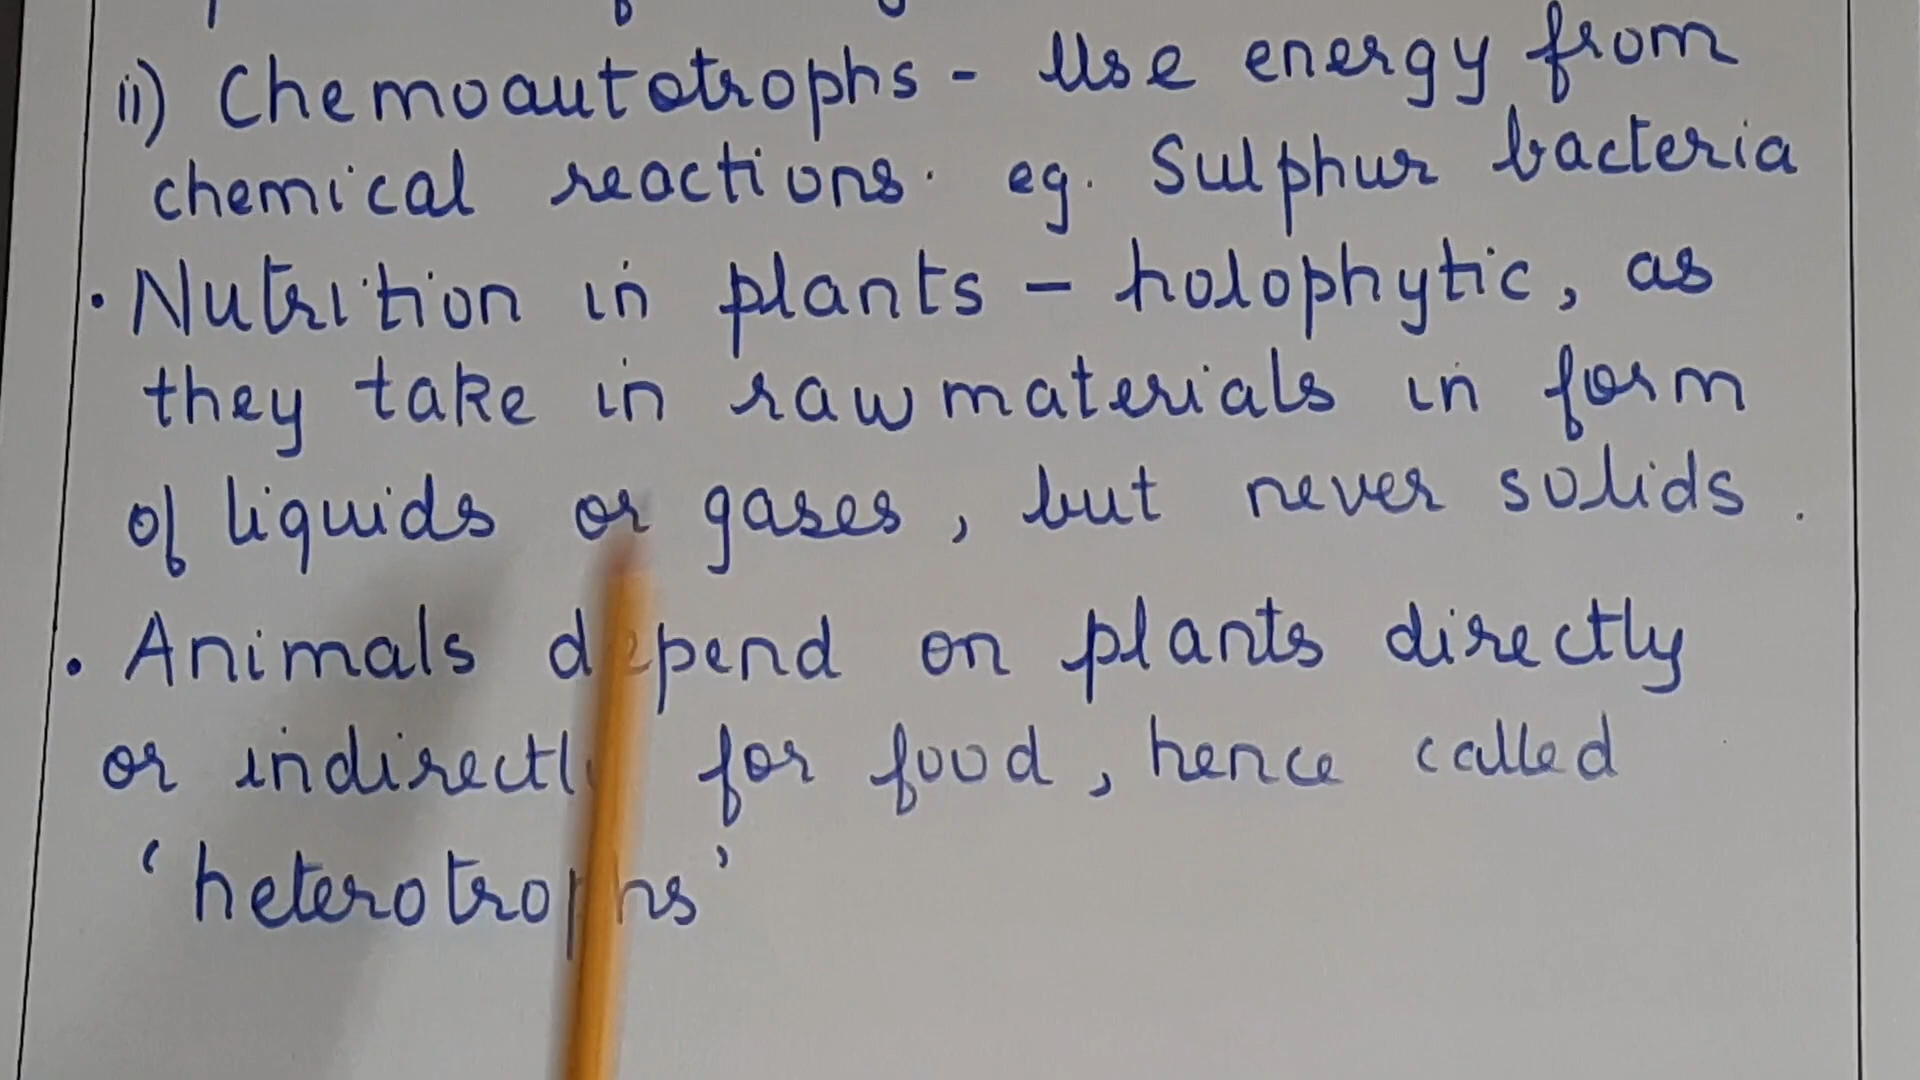 ii) Chemoautotrophs - Use energy from
chemical reactions. eg. Sulphur bacteria
• Nutrition in plants - holophytic, as
they take in raw materials in form
of liquids or gases, but never solids.
• Animals depend on plants directly
or indirectly for food, hence called
'heterotrophs'